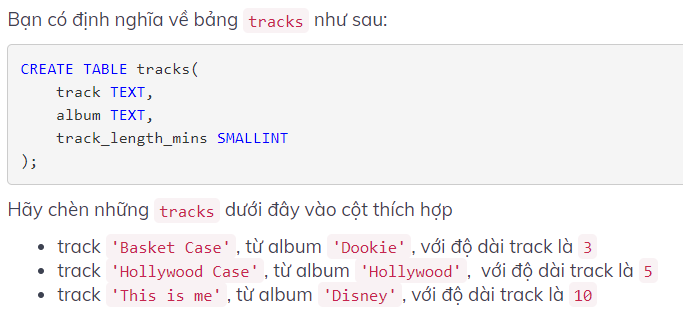 Bạn có định nghĩa về bảng tracks như sau:
CREATE TABLE tracks(
    track TEXT,
    album TEXT,
    track_length_mins SMALLINT
);
Hãy chèn những tracks dưới đây vào cột thích hợp
• track 'Basket Case', từ album 'Dookie', với độ dài track là 3
• track 'Hollywood Case', từ album 'Hollywood', với độ dài track là 5
• track 'This is me', từ album 'Disney', với độ dài track là 10